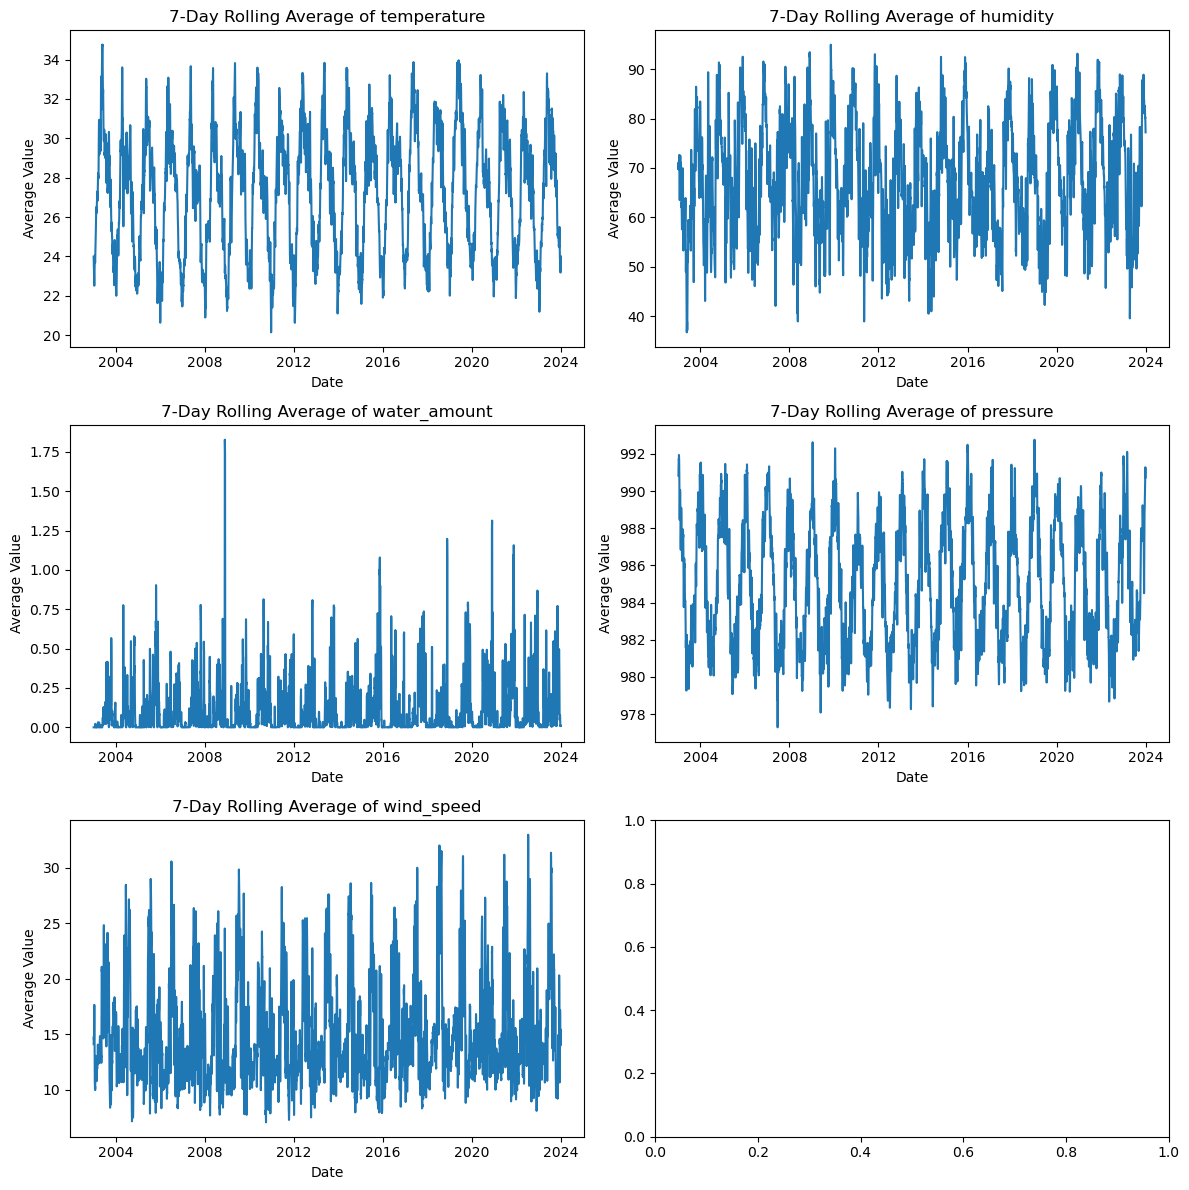 7-Day Rolling Average of temperature
34
32
30
28
26
24
22
20
Average Value
2004 2008 2012 2016 2020 2024
Date
7-Day Rolling Average of humidity
90
80
70
60
50
40
Average Value
2004 2008 2012 2016 2020 2024
Date
7-Day Rolling Average of water_amount
1.75
1.50
1.25
1.00
0.75
0.50
0.25
0.00
Average Value
2004 2008 2012 2016 2020 2024
Date
7-Day Rolling Average of pressure
992
990
988
986
984
982
980
978
Average Value
2004 2008 2012 2016 2020 2024
Date
7-Day Rolling Average of wind_speed
30
25
20
15
10
Average Value
2004 2008 2012 2016 2020 2024
Date
1.0
0.8
0.6
0.4
0.2
0.0
0.0 0.2 0.4 0.6 0.8 1.0